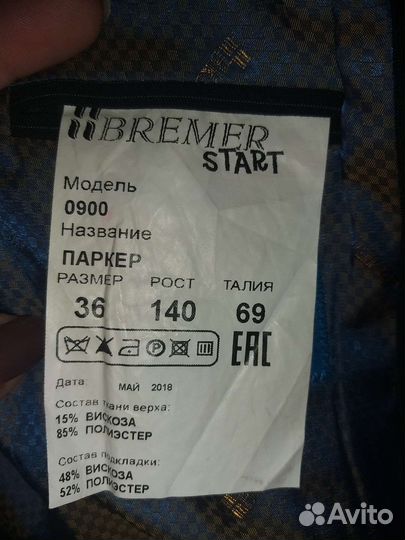 BREMER
START
Модель
0900
Название
ПАРКЕР
РАЗМЕР РОСТ ТАЛИЯ
36 140 69
P EAC
Дата МАЙ 2018
Состав ткани верха:
15% ВИСКОЗА
85% ПОЛИЭСТЕР
Состав подкладки:
48% ВИСКОЗА
52% ПОЛИЭСТЕР
Avito